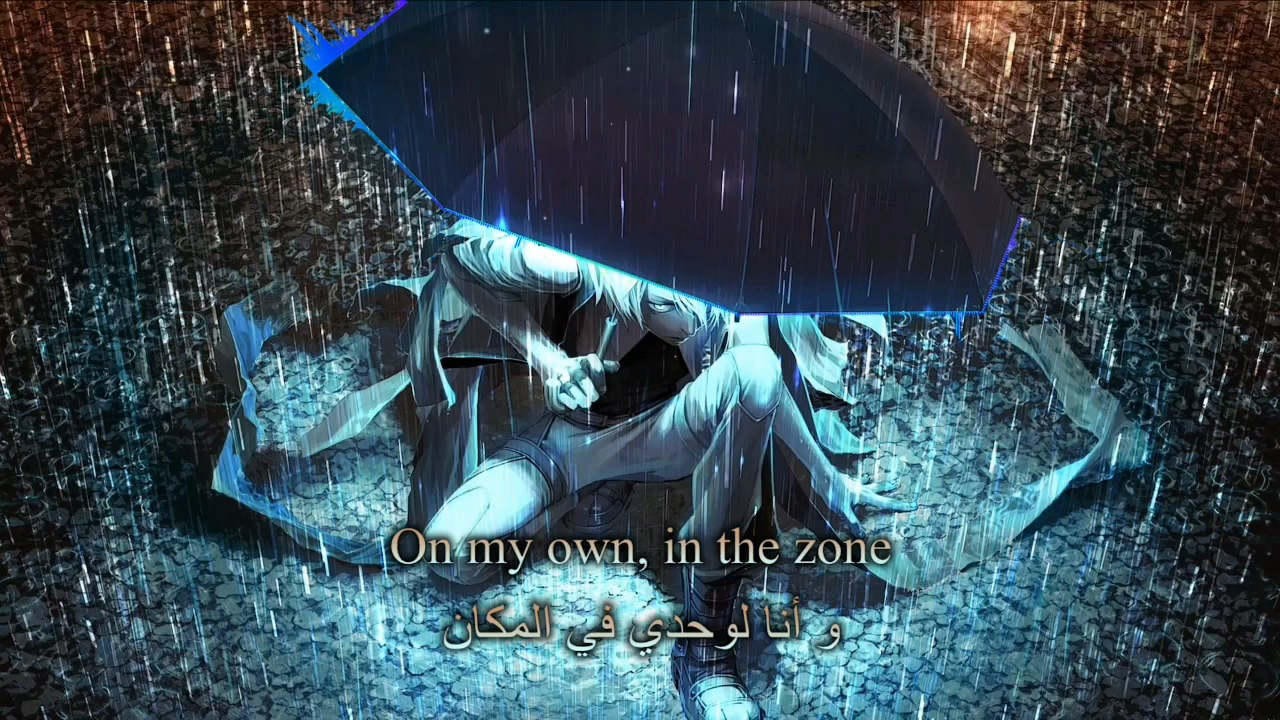 On my own, in the zone
و أنا لوحدي في المكان